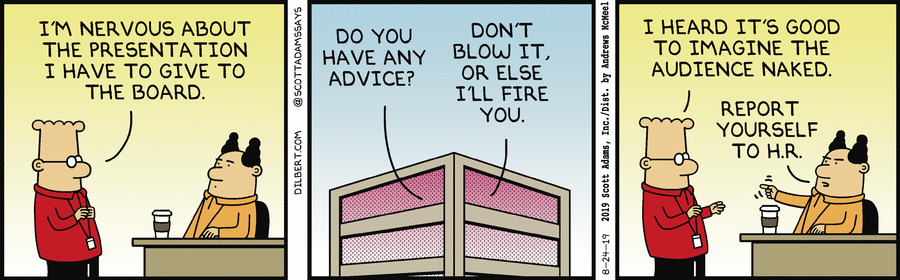 I'M NERVOUS ABOUT
THE PRESENTATION
I HAVE TO GIVE TO
THE BOARD.
DILBERT.COM @SCOTTADAMSSAYS
DO YOU
HAVE ANY
ADVICE?
DON'T
BLOW IT,
OR ELSE
I'LL FIRE
YOU.
8-24-19 2019 Scott Adams, Inc./Dist. by Andrews McMeel
I HEARD IT'S GOOD
TO IMAGINE THE
AUDIENCE NAKED.
REPORT
YOURSELF
TO H.R.